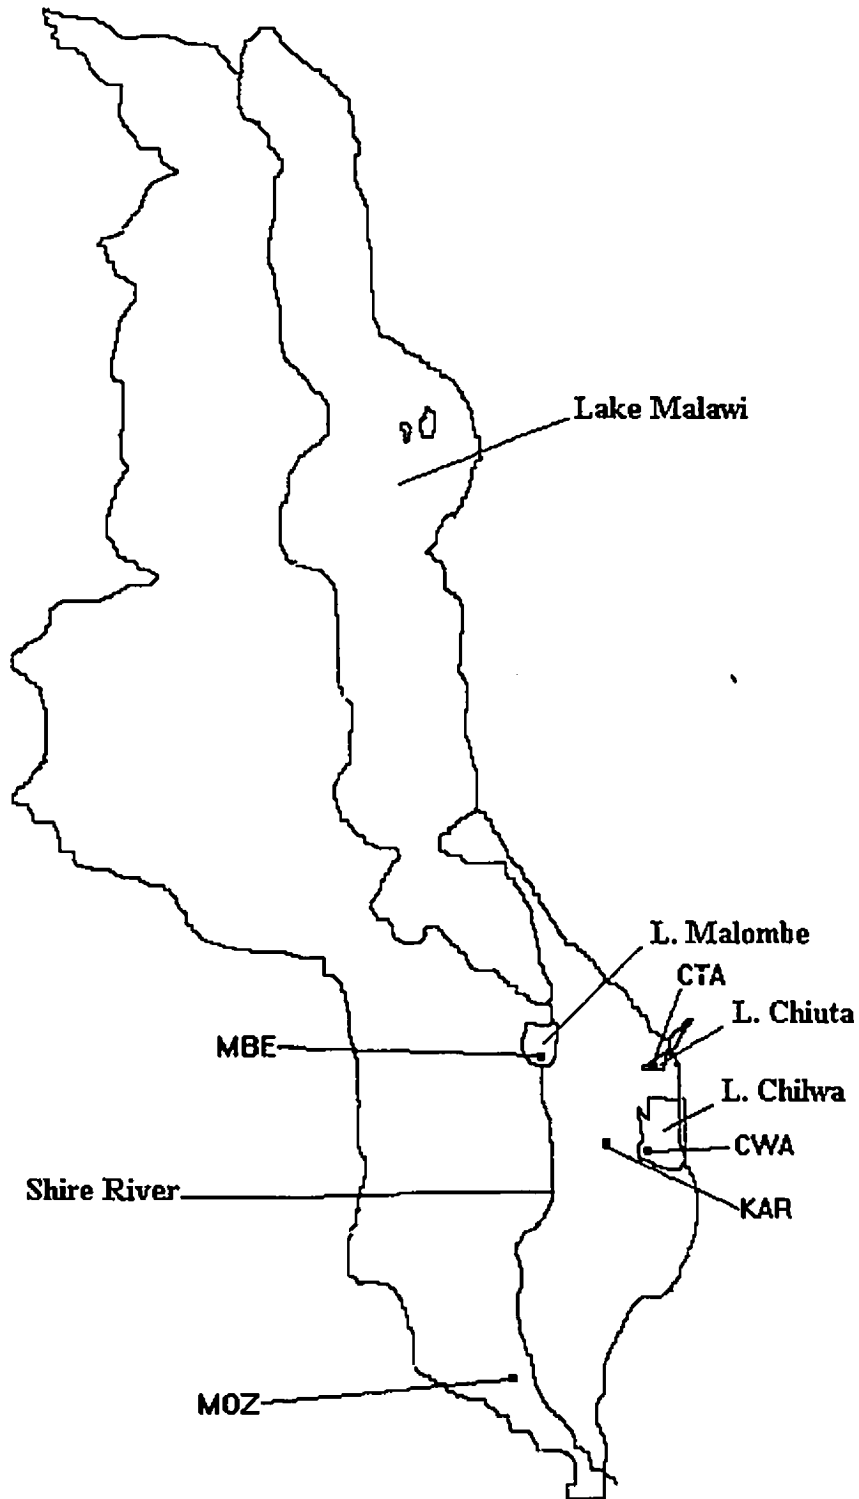 Lake Malawi
L. Malombe
CTA
L. Chiuta
MBE
L. Chilwa
CWA
Shire River
KAR
MOZ